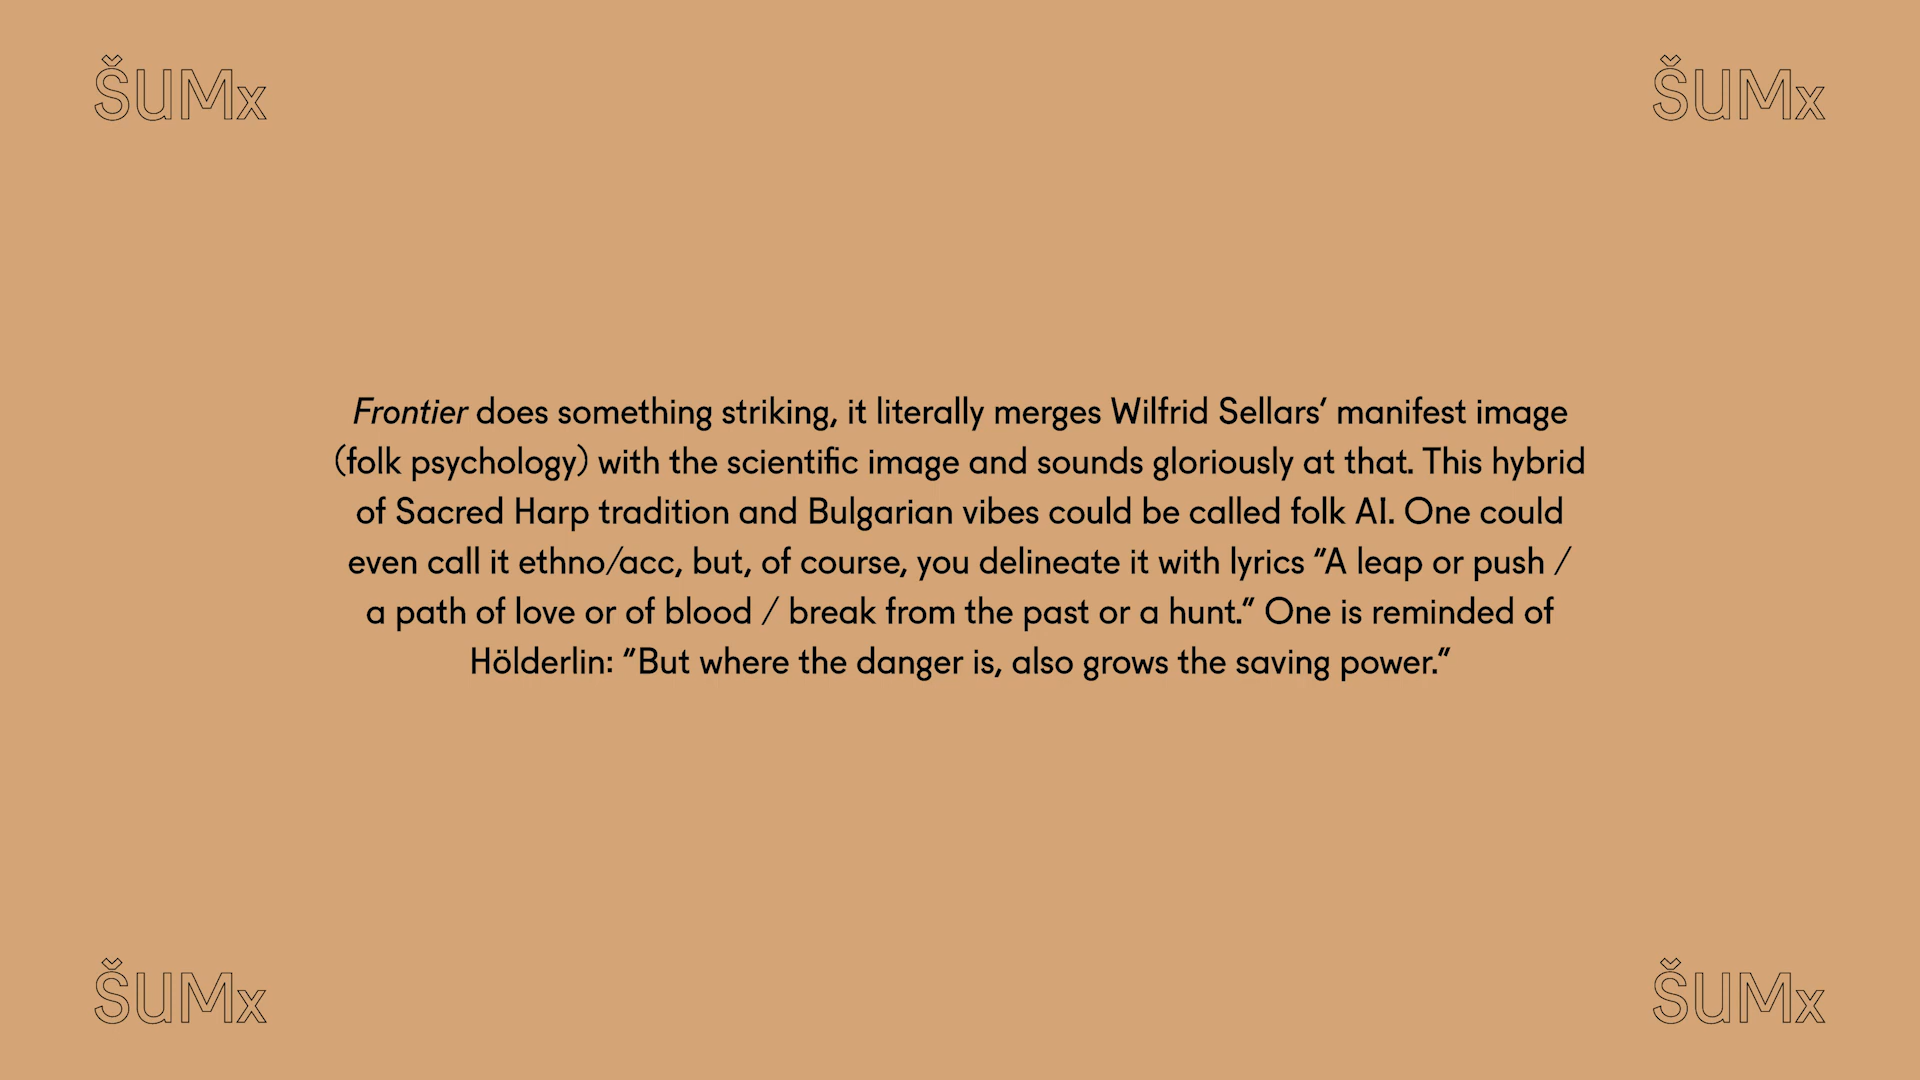 ŠUMx
ŠUMx
Frontier does something striking, it literally merges Wilfrid Sellars’ manifest image
(folk psychology) with the scientific image and sounds gloriously at that. This hybrid
of Sacred Harp tradition and Bulgarian vibes could be called folk AI. One could
even call it ethno/acc, but, of course, you delineate it with lyrics “A leap or push /
a path of love or of blood / break from the past or a hunt.” One is reminded of
Hölderlin: “But where the danger is, also grows the saving power.”
ŠUMx
ŠUMx